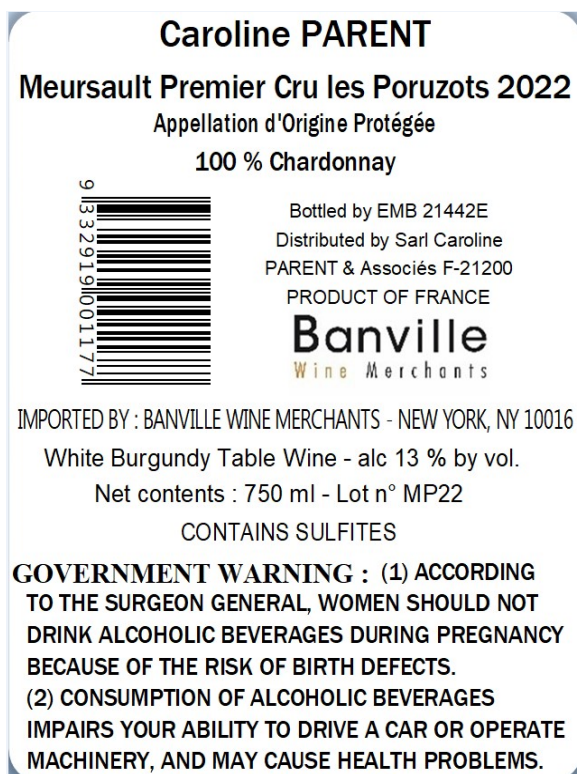 Caroline PARENT
Meursault Premier Cru les Poruzots 2022
Appellation d'Origine Protégée
100 % Chardonnay
9 332919 001177
Bottled by EMB 21442E
Distributed by Sarl Caroline
PARENT & Associés F-21200
PRODUCT OF FRANCE
Banville
Wine Merchants
IMPORTED BY : BANVILLE WINE MERCHANTS - NEW YORK, NY 10016
White Burgundy Table Wine - alc 13 % by vol.
Net contents : 750 ml - Lot n° MP22
CONTAINS SULFITES
GOVERNMENT WARNING : (1) ACCORDING
TO THE SURGEON GENERAL, WOMEN SHOULD NOT
DRINK ALCOHOLIC BEVERAGES DURING PREGNANCY
BECAUSE OF THE RISK OF BIRTH DEFECTS.
(2) CONSUMPTION OF ALCOHOLIC BEVERAGES
IMPAIRS YOUR ABILITY TO DRIVE A CAR OR OPERATE
MACHINERY, AND MAY CAUSE HEALTH PROBLEMS.